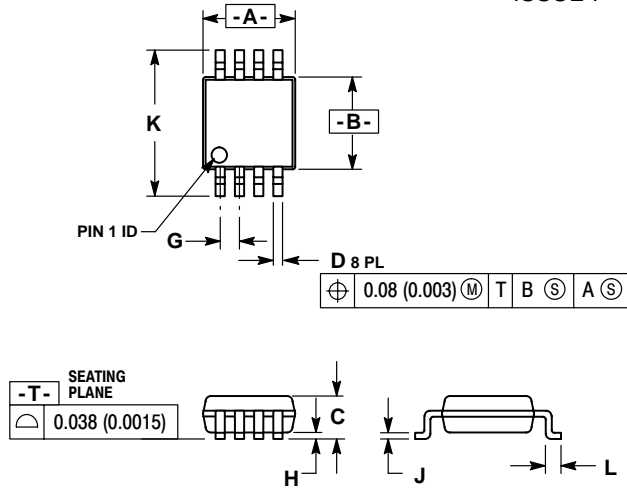 -A-
K
-B-
PIN 1 ID
G
D 8 PL
⌖ 0.08 (0.003) Ⓜ T B Ⓢ A Ⓢ
-T- SEATING PLANE
⌓ 0.038 (0.0015)
C
H
J
L